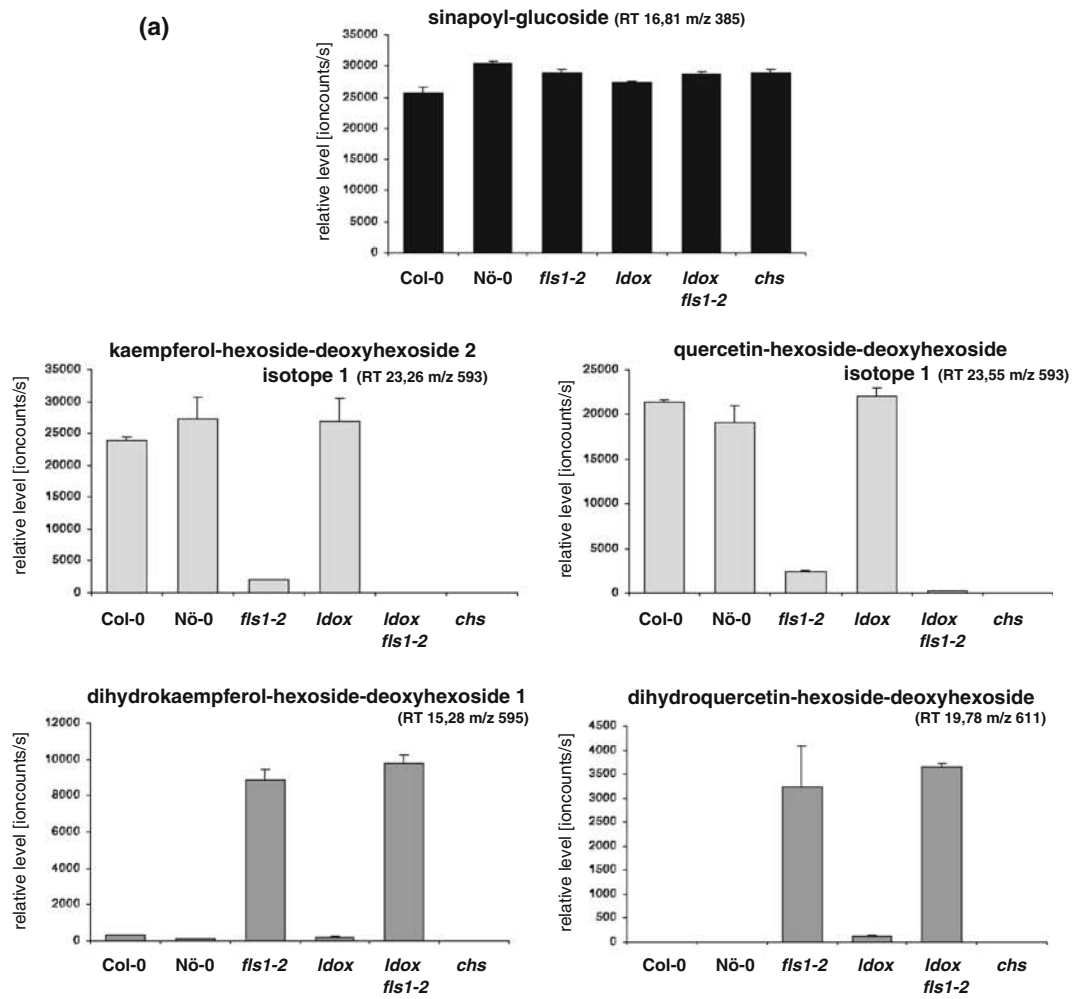 (a)
sinapoyl-glucoside (RT 16,81 m/z 385)
relative level [ioncounts/s]
35000
30000
25000
20000
15000
10000
5000
0
Col-0 Nö-0 fls1-2 ldox ldox chs
fls1-2
kaempferol-hexoside-deoxyhexoside 2
isotope 1 (RT 23,26 m/z 593)
relative level [ioncounts/s]
35000
30000
25000
20000
15000
10000
5000
0
Col-0 Nö-0 fls1-2 ldox ldox chs
fls1-2
quercetin-hexoside-deoxyhexoside
isotope 1 (RT 23,55 m/z 593)
relative level [ioncounts/s]
25000
20000
15000
10000
5000
0
Col-0 Nö-0 fls1-2 ldox ldox chs
fls1-2
dihydrokaempferol-hexoside-deoxyhexoside 1
(RT 15,28 m/z 595)
relative level [ioncounts/s]
12000
10000
8000
6000
4000
2000
0
Col-0 Nö-0 fls1-2 ldox ldox chs
fls1-2
dihydroquercetin-hexoside-deoxyhexoside
(RT 19,78 m/z 611)
relative level [ioncounts/s]
4500
4000
3500
3000
2500
2000
1500
1000
500
0
Col-0 Nö-0 fls1-2 ldox ldox chs
fls1-2